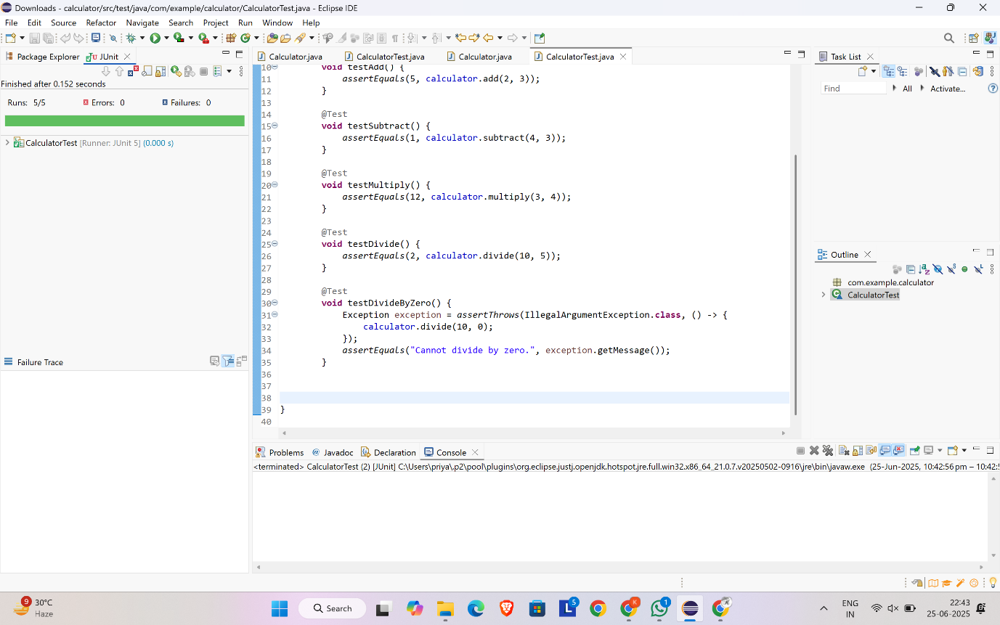 Downloads - calculator/src/test/java/com/example/calculator/CalculatorTest.java - Eclipse IDE
File Edit Source Refactor Navigate Search Project Run Window Help
Package Explorer JUnit
Finished after 0.152 seconds
Runs: 5/5 Errors: 0 Failures: 0
CalculatorTest [Runner: JUnit 5] (0.000 s)
Failure Trace
Calculator.java CalculatorTest.java Calculator.java CalculatorTest.java
10 void testAdd() {
11 assertEquals(5, calculator.add(2, 3));
12 }
13
14 @Test
15 void testSubtract() {
16 assertEquals(1, calculator.subtract(4, 3));
17 }
18
19 @Test
20 void testMultiply() {
21 assertEquals(12, calculator.multiply(3, 4));
22 }
23
24 @Test
25 void testDivide() {
26 assertEquals(2, calculator.divide(10, 5));
27 }
28
29 @Test
30 void testDivideByZero() {
31 Exception exception = assertThrows(IllegalArgumentException.class, () -> {
32 calculator.divide(10, 0);
33 });
34 assertEquals("Cannot divide by zero.", exception.getMessage());
35 }
36
37
38
39 }
40
Task List
Find All Activate...
Outline
com.example.calculator
CalculatorTest
Problems @ Javadoc Declaration Console
<terminated> CalculatorTest (2) [JUnit] C:\Users\priya\.p2\pool\plugins\org.eclipse.justj.openjdk.hotspot.jre.full.win32.x86_64_21.0.7.v20250502-0916\jre\bin\javaw.exe (25-Jun-2025, 10:42:56 pm – 10:42:5
9 30°C
Haze
Search
5
K
1
ENG
IN
22:43
25-06-2025